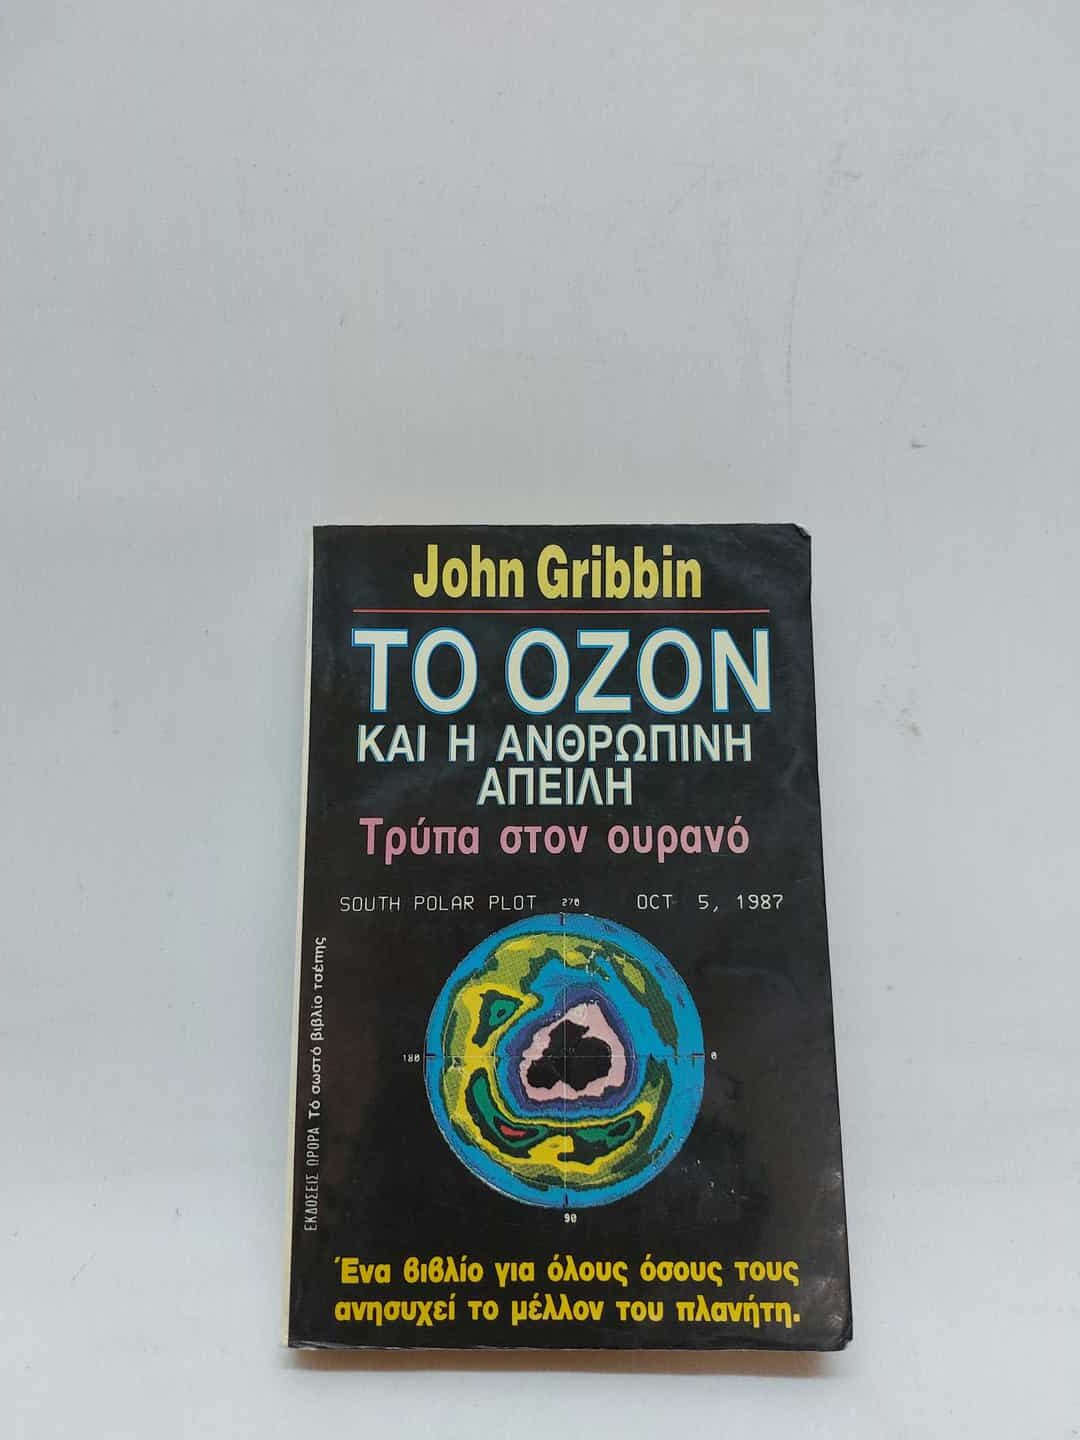 John Gribbin
ΤΟ ΟΖΟΝ
ΚΑΙ Η ΑΝΘΡΩΠΙΝΗ
ΑΠΕΙΛΗ
Τρύπα στον ουρανό
SOUTH POLAR PLOT 270 OCT 5, 1987
180 0
90
ΕΚΔΟΣΕΙΣ ΩΡΟΡΑ Τό σωστό βιβλίο τσέπης
Ένα βιβλίο για όλους όσους τους
ανησυχεί το μέλλον του πλανήτη.